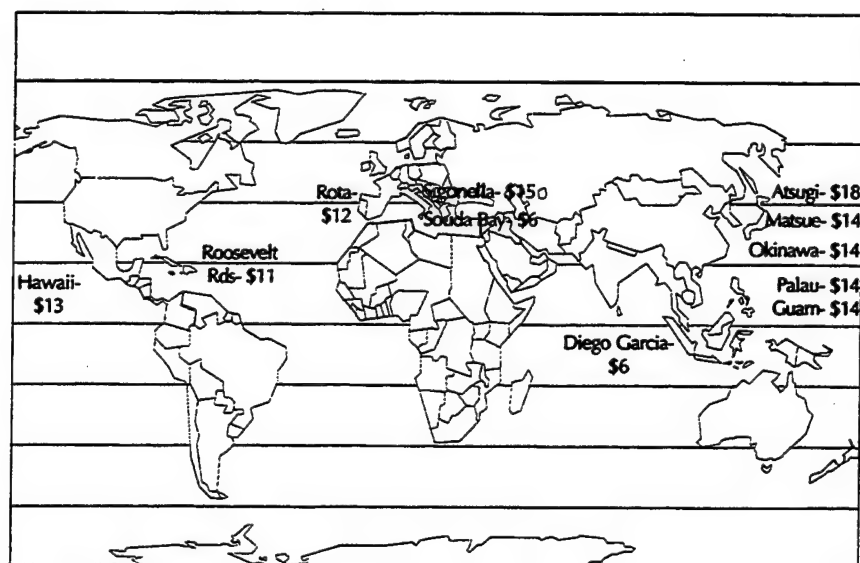 Rota-
$12
Sigonella- $15
Souda Bay- $6
Atsugi- $18
Matsue- $14
Okinawa- $14
Roosevelt
Rds- $11
Hawaii-
$13
Palau- $14
Guam- $14
Diego Garcia-
$6